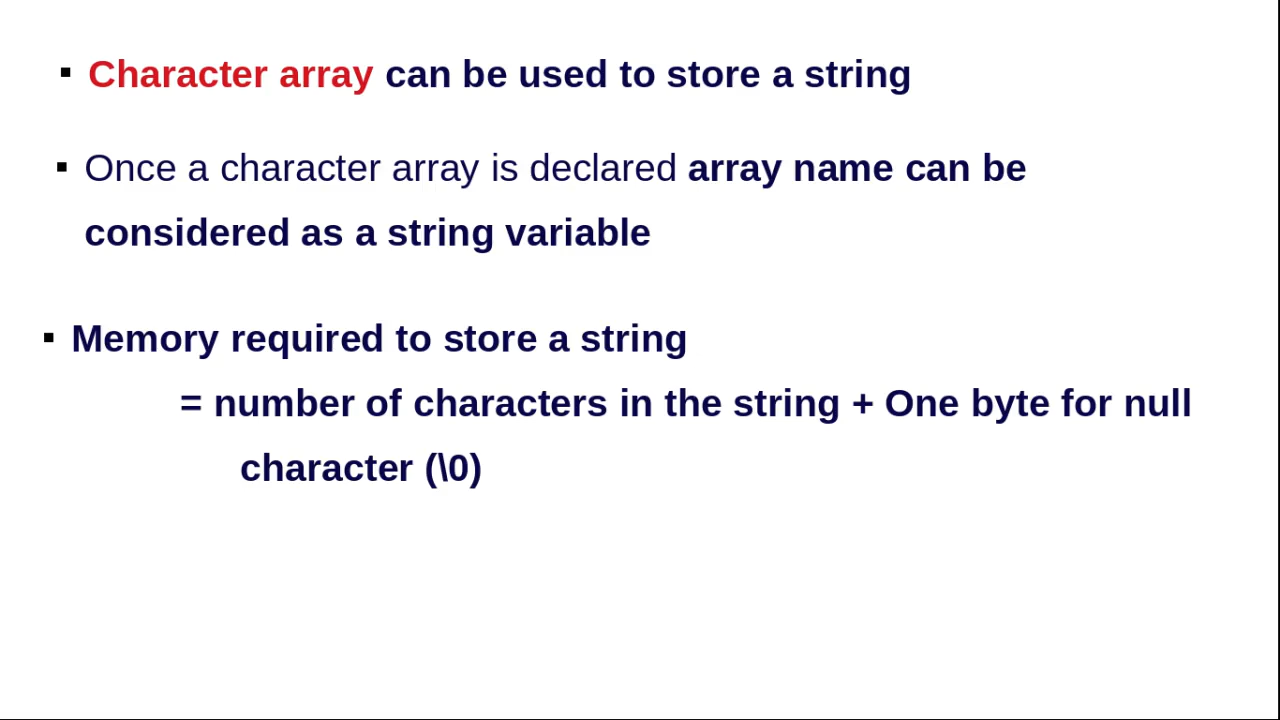 ▪ Character array can be used to store a string
▪ Once a character array is declared array name can be
considered as a string variable
▪ Memory required to store a string
= number of characters in the string + One byte for null
character (\0)